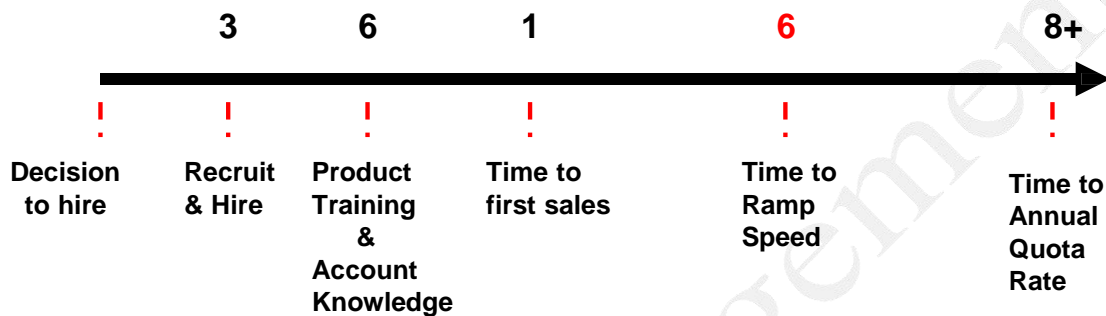 3 6 1 6 8+
Decision
to hire
Recruit
& Hire
Product
Training
&
Account
Knowledge
Time to
first sales
Time to
Ramp
Speed
Time to
Annual
Quota
Rate